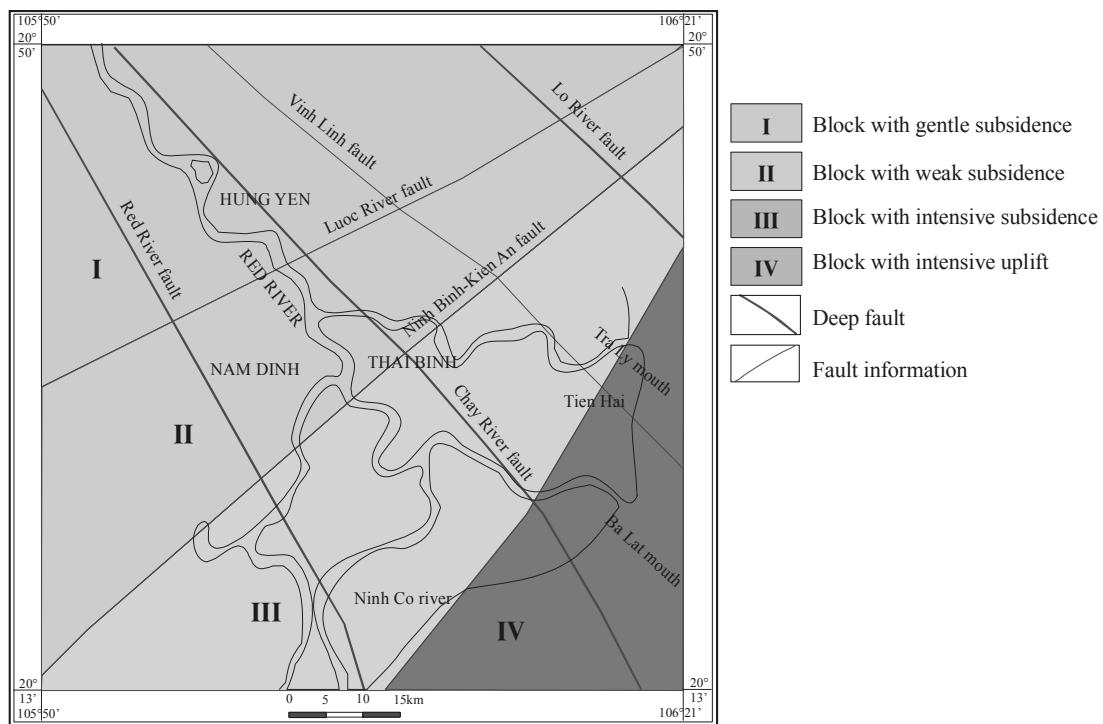 105°50’
106°21’
20°
50’
20°
50’
Vinh Linh fault
Lo River fault
HUNG YEN
Luoc River fault
Red River fault
I
RED RIVER
Ninh Binh-Kien An fault
NAM DINH
THAI BINH
Tra Ly mouth
Tien Hai
Chay River fault
II
Ba Lat mouth
Ninh Co river
III
IV
20°
13’
20°
13’
0 5 10 15km
105°50’
106°21’
I Block with gentle subsidence
II Block with weak subsidence
III Block with intensive subsidence
IV Block with intensive uplift
Deep fault
Fault information